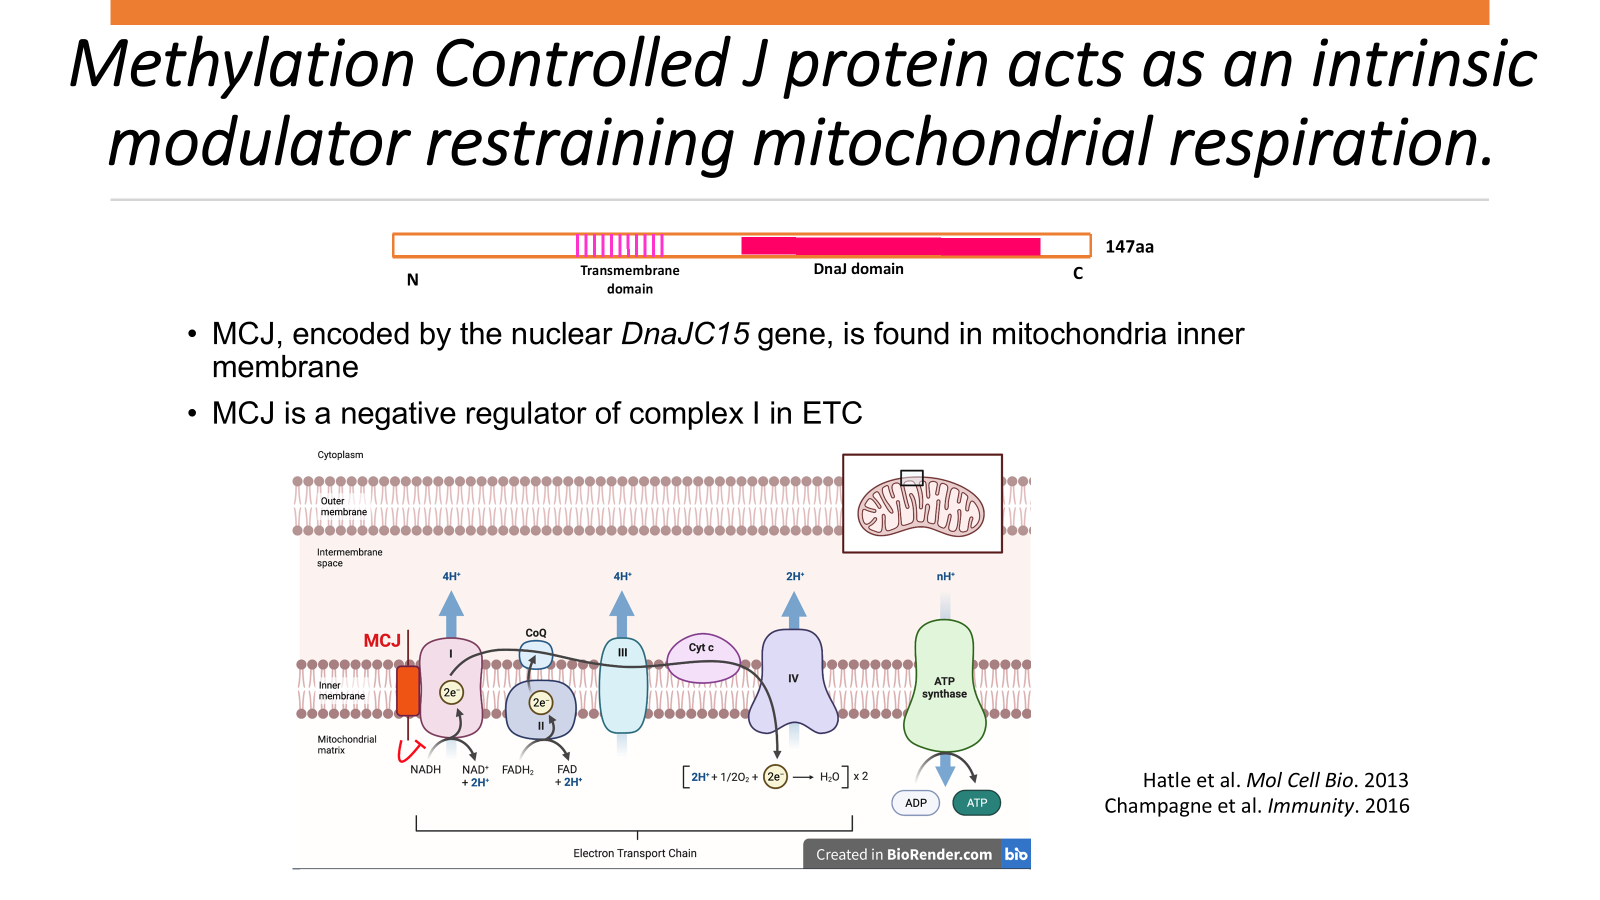 Methylation Controlled J protein acts as an intrinsic
modulator restraining mitochondrial respiration.
147aa
N
Transmembrane
domain
DnaJ domain
C
• MCJ, encoded by the nuclear DnaJC15 gene, is found in mitochondria inner
membrane
• MCJ is a negative regulator of complex I in ETC
Cytoplasm
Outer
membrane
Intermembrane
space
4H⁺
4H⁺
2H⁺
nH⁺
MCJ
I
CoQ
III
Cyt c
IV
ATP
synthase
Inner
membrane
2e⁻
2e⁻
II
Mitochondrial
matrix
NADH
NAD⁺
+ 2H⁺
FADH₂
FAD
+ 2H⁺
[2H⁺ + 1/2O₂ + 2e⁻ → H₂O] x 2
ADP
ATP
Electron Transport Chain
Created in BioRender.com bio
Hatle et al. Mol Cell Bio. 2013
Champagne et al. Immunity. 2016